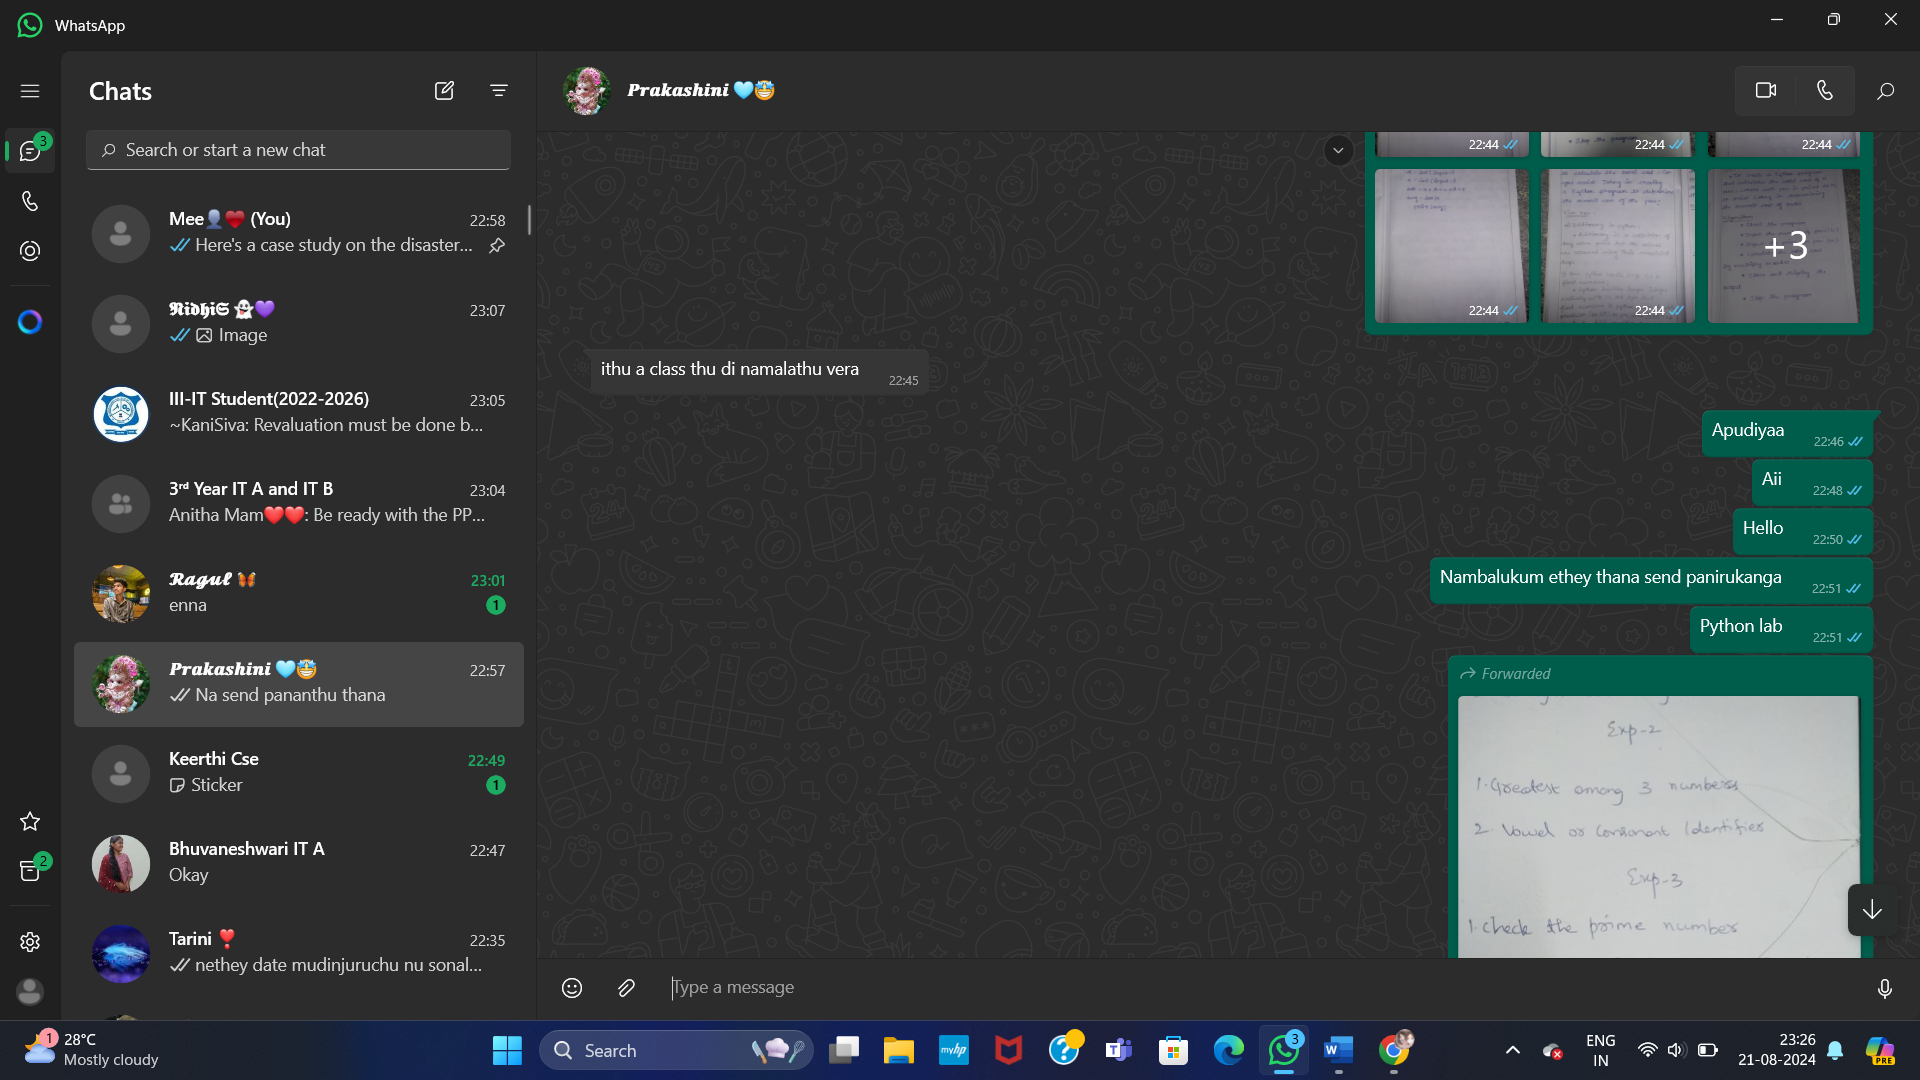 WhatsApp
Chats
Search or start a new chat
3
Mee👤❤️ (You) 22:58
Here's a case study on the disaster...
𝕽𝖎𝖉𝖍𝖎𝕾 👻💜 23:07
Image
III-IT Student(2022-2026) 23:05
~KaniSiva: Revaluation must be done b...
3ʳᵈ Year IT A and IT B 23:04
Anitha Mam❤️❤️: Be ready with the PP...
𝓡𝓪𝓰𝓾𝓵 🦋 23:01
enna 1
𝑷𝒓𝒂𝒌𝒂𝒔𝒉𝒊𝒏𝒊 🩵🤩 22:57
Na send pananthu thana
Keerthi Cse 22:49
Sticker 1
Bhuvaneshwari IT A 22:47
Okay
2
Tarini ❣️ 22:35
nethey date mudinjuruchu nu sonal...
𝑷𝒓𝒂𝒌𝒂𝒔𝒉𝒊𝒏𝒊 🩵🤩
22:44 22:44 22:44
+3
22:44 22:44
ithu a class thu di namalathu vera 22:45
Apudiyaa 22:46
Aii 22:48
Hello 22:50
Nambalukum ethey thana send panirukanga 22:51
Python lab 22:51
Forwarded
Exp-2
1. Greatest among 3 numbers
2. Vowel or consonant Identifier
Exp-3
1. check the prime number
Type a message
1
28°C
Mostly cloudy
Search
myhp
3
ENG
IN
23:26
21-08-2024
PRE